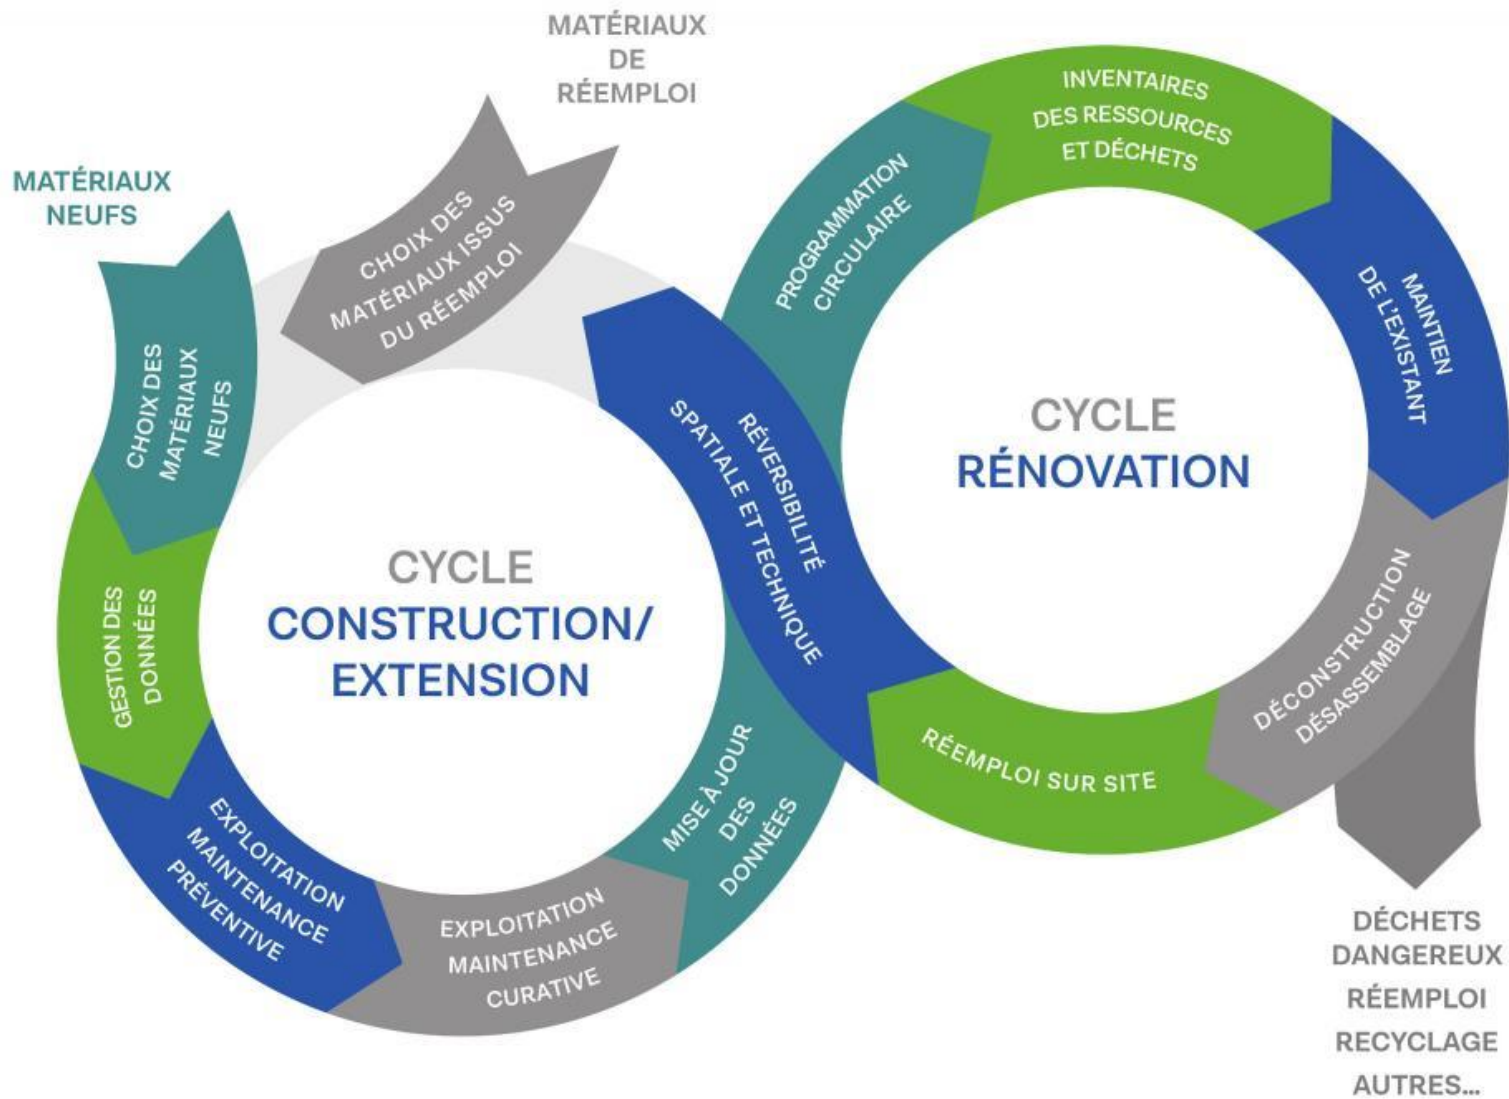 MATÉRIAUX
DE
RÉEMPLOI
MATÉRIAUX
NEUFS
CHOIX DES
MATÉRIAUX ISSUS
DU RÉEMPLOI
CHOIX DES
MATÉRIAUX
NEUFS
GESTION DES
DONNÉES
EXPLOITATION
MAINTENANCE
PRÉVENTIVE
EXPLOITATION
MAINTENANCE
CURATIVE
MISE À JOUR
DES
DONNÉES
CYCLE
CONSTRUCTION/
EXTENSION
PROGRAMMATION
CIRCULAIRE
INVENTAIRES
DES RESSOURCES
ET DÉCHETS
MAINTIEN
DE L'EXISTANT
DÉCONSTRUCTION
DÉSASSEMBLAGE
RÉEMPLOI SUR SITE
RÉVERSIBILITÉ
SPATIALE ET TECHNIQUE
CYCLE
RÉNOVATION
DÉCHETS
DANGEREUX
RÉEMPLOI
RECYCLAGE
AUTRES...